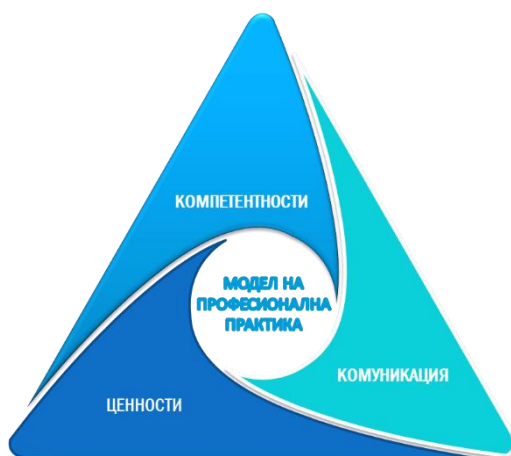 КОМПЕТЕНТНОСТИ
МОДЕЛ НА
ПРОФЕСИОНАЛНА
ПРАКТИКА
КОМУНИКАЦИЯ
ЦЕННОСТИ